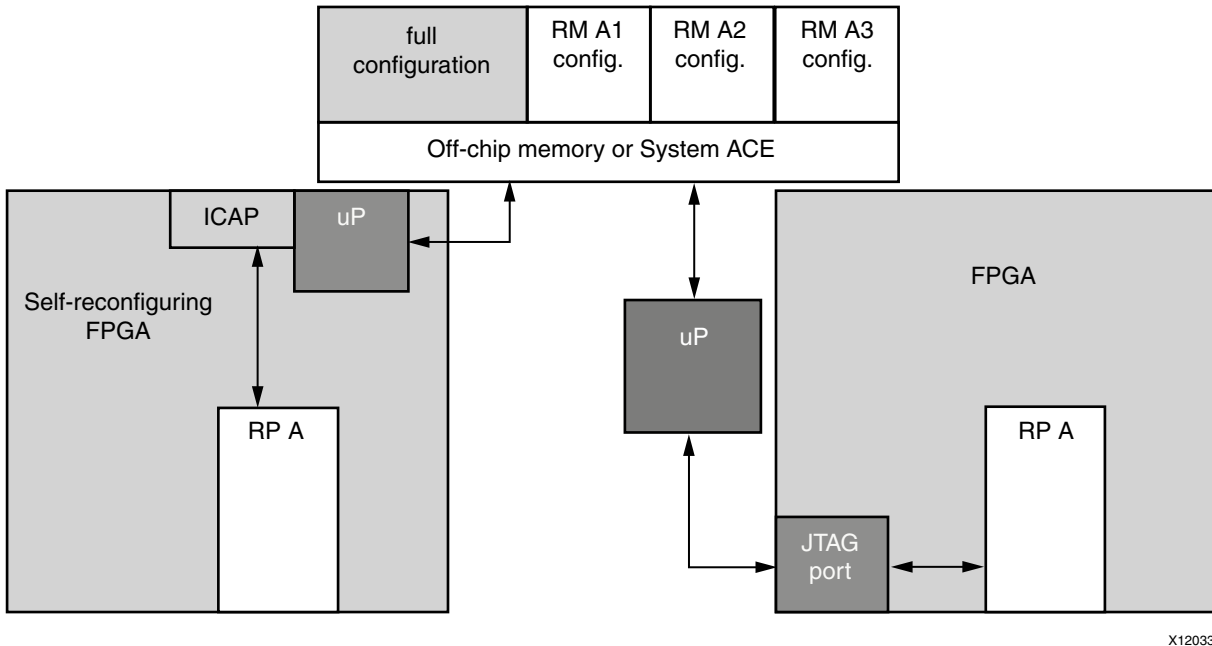 full
configuration
RM A1
config.
RM A2
config.
RM A3
config.
Off-chip memory or System ACE
ICAP
uP
Self-reconfiguring
FPGA
RP A
uP
FPGA
RP A
JTAG
port
X12033